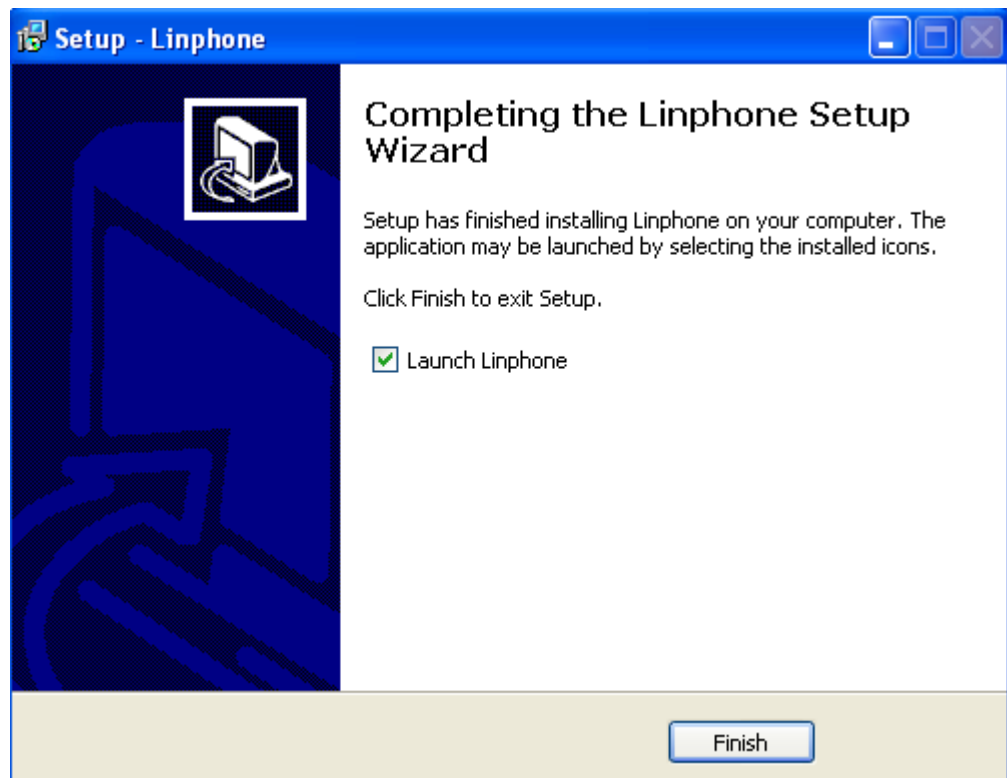 Setup - Linphone
Completing the Linphone Setup
Wizard
Setup has finished installing Linphone on your computer. The
application may be launched by selecting the installed icons.
Click Finish to exit Setup.
Launch Linphone
Finish